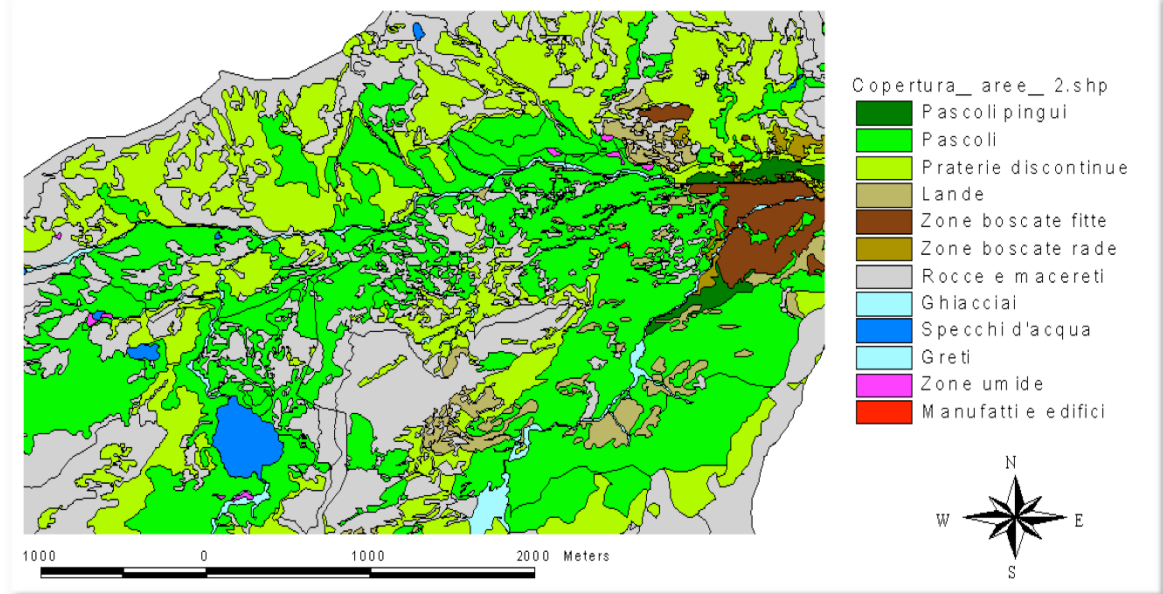 Copertura_ aree_ 2.shp
Pascoli pingui
Pascoli
Praterie discontinue
Lande
Zone boscate fitte
Zone boscate rade
Rocce e macereti
Ghiacciai
Specchi d'acqua
Greti
Zone umide
Manufatti e edifici
N
W E
S
1000 0 1000 2000 Meters